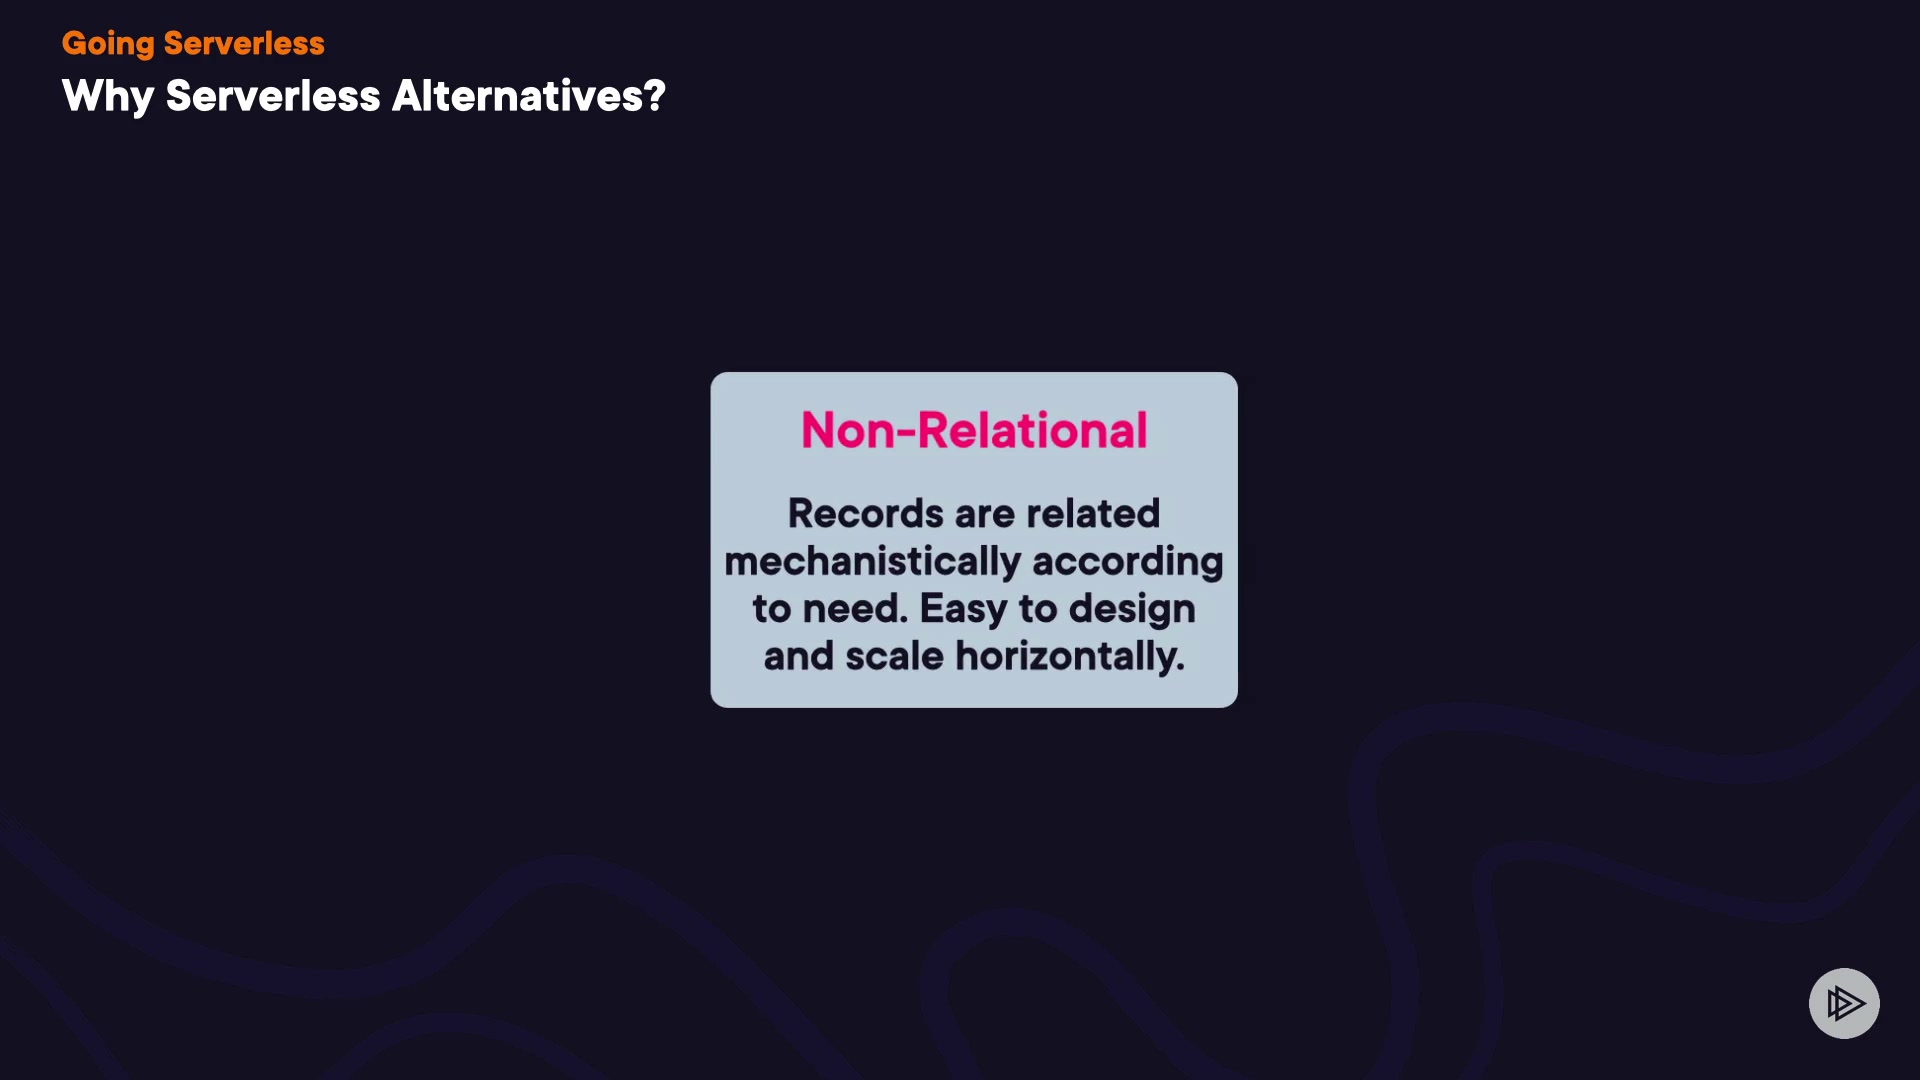 Going Serverless
Why Serverless Alternatives?
Non-Relational
Records are related
mechanistically according
to need. Easy to design
and scale horizontally.